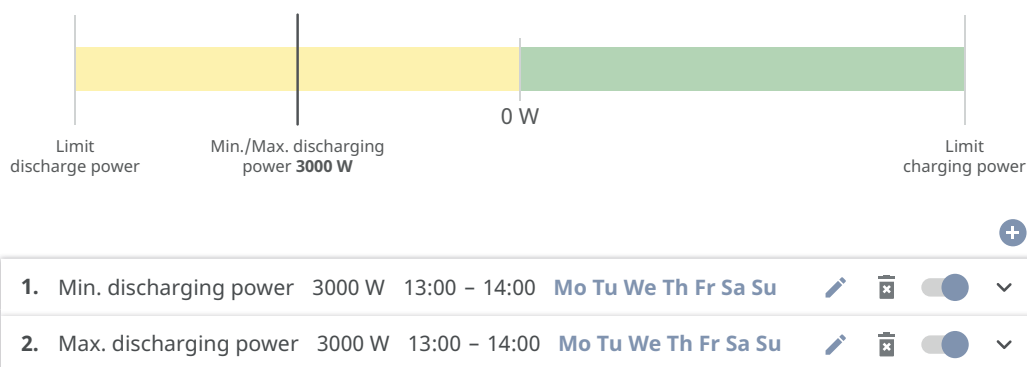 0 W
Limit
discharge power
Min./Max. discharging
power 3000 W
Limit
charging power
1. Min. discharging power 3000 W 13:00 – 14:00 Mo Tu We Th Fr Sa Su
2. Max. discharging power 3000 W 13:00 – 14:00 Mo Tu We Th Fr Sa Su